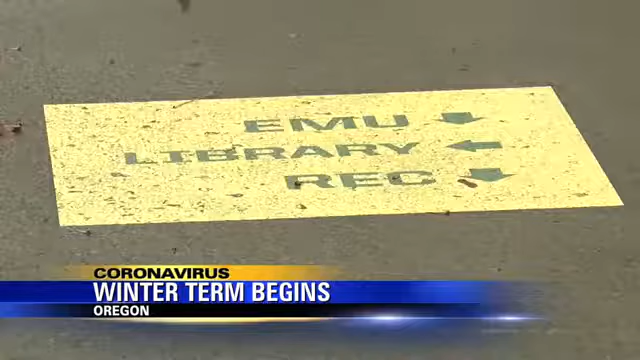 EMU ↓
LIBRARY ←
REC ↓
CORONAVIRUS
WINTER TERM BEGINS
OREGON